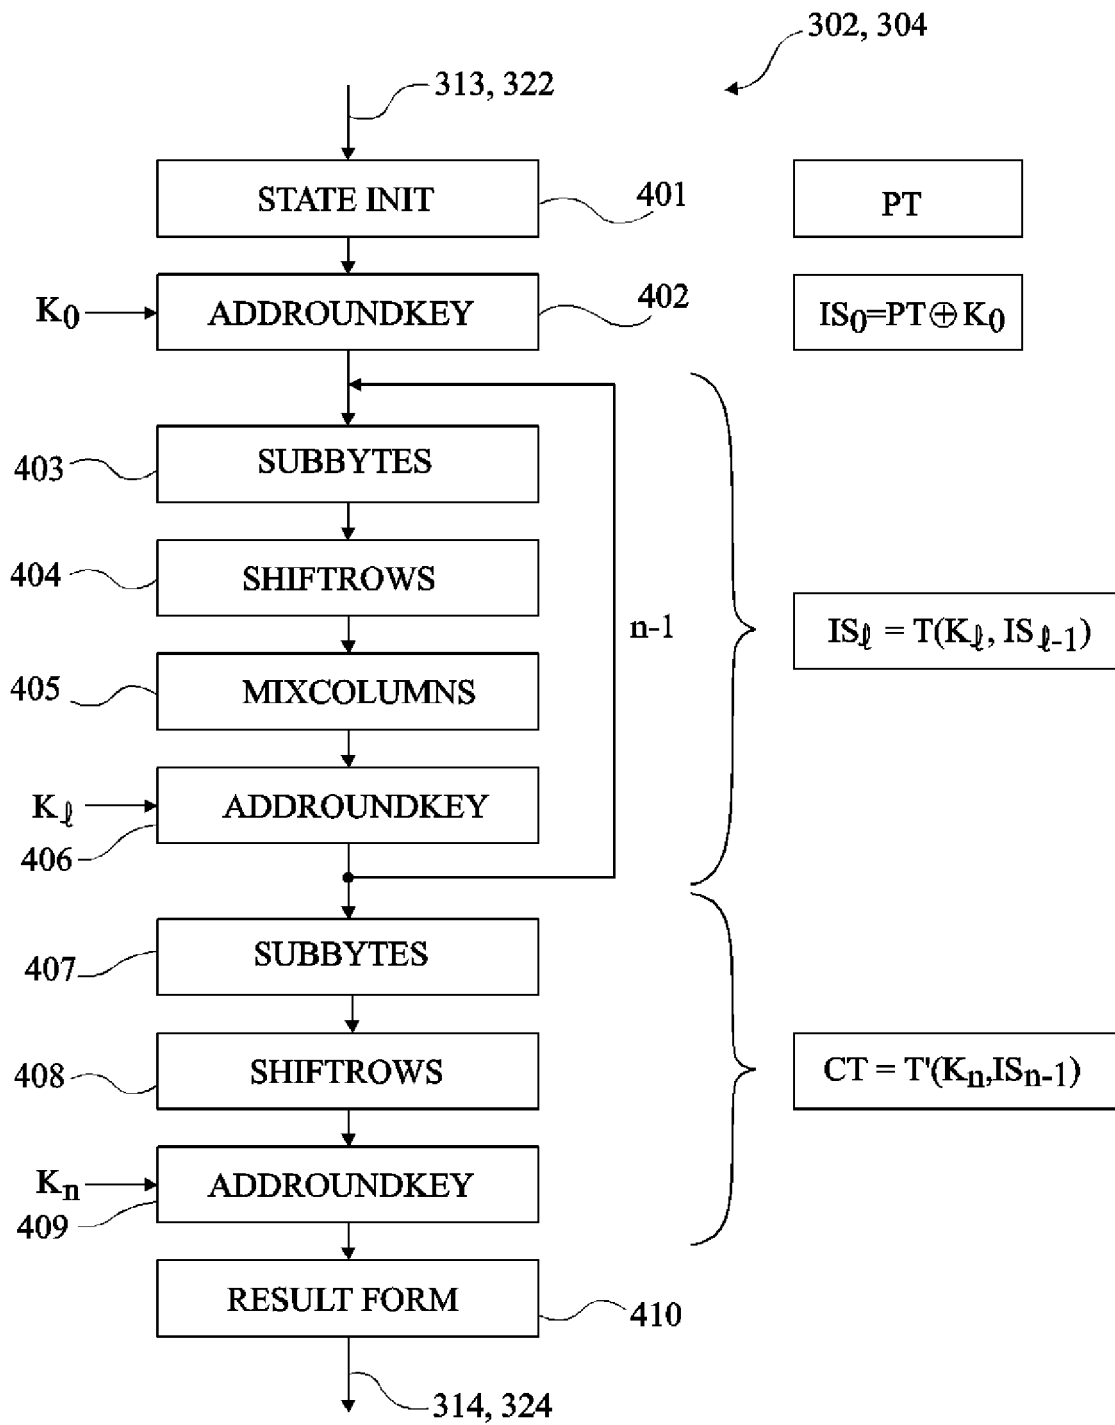 302, 304
313, 322
STATE INIT
401
PT
K0
ADDROUNDKEY
402
IS0=PT⊕K0
403
SUBBYTES
404
SHIFTROWS
n-1
ISℓ = T(Kℓ, ISℓ-1)
405
MIXCOLUMNS
Kℓ
ADDROUNDKEY
406
SUBBYTES
407
SHIFTROWS
408
CT = T'(Kn,ISn-1)
Kn
ADDROUNDKEY
409
RESULT FORM
410
314, 324